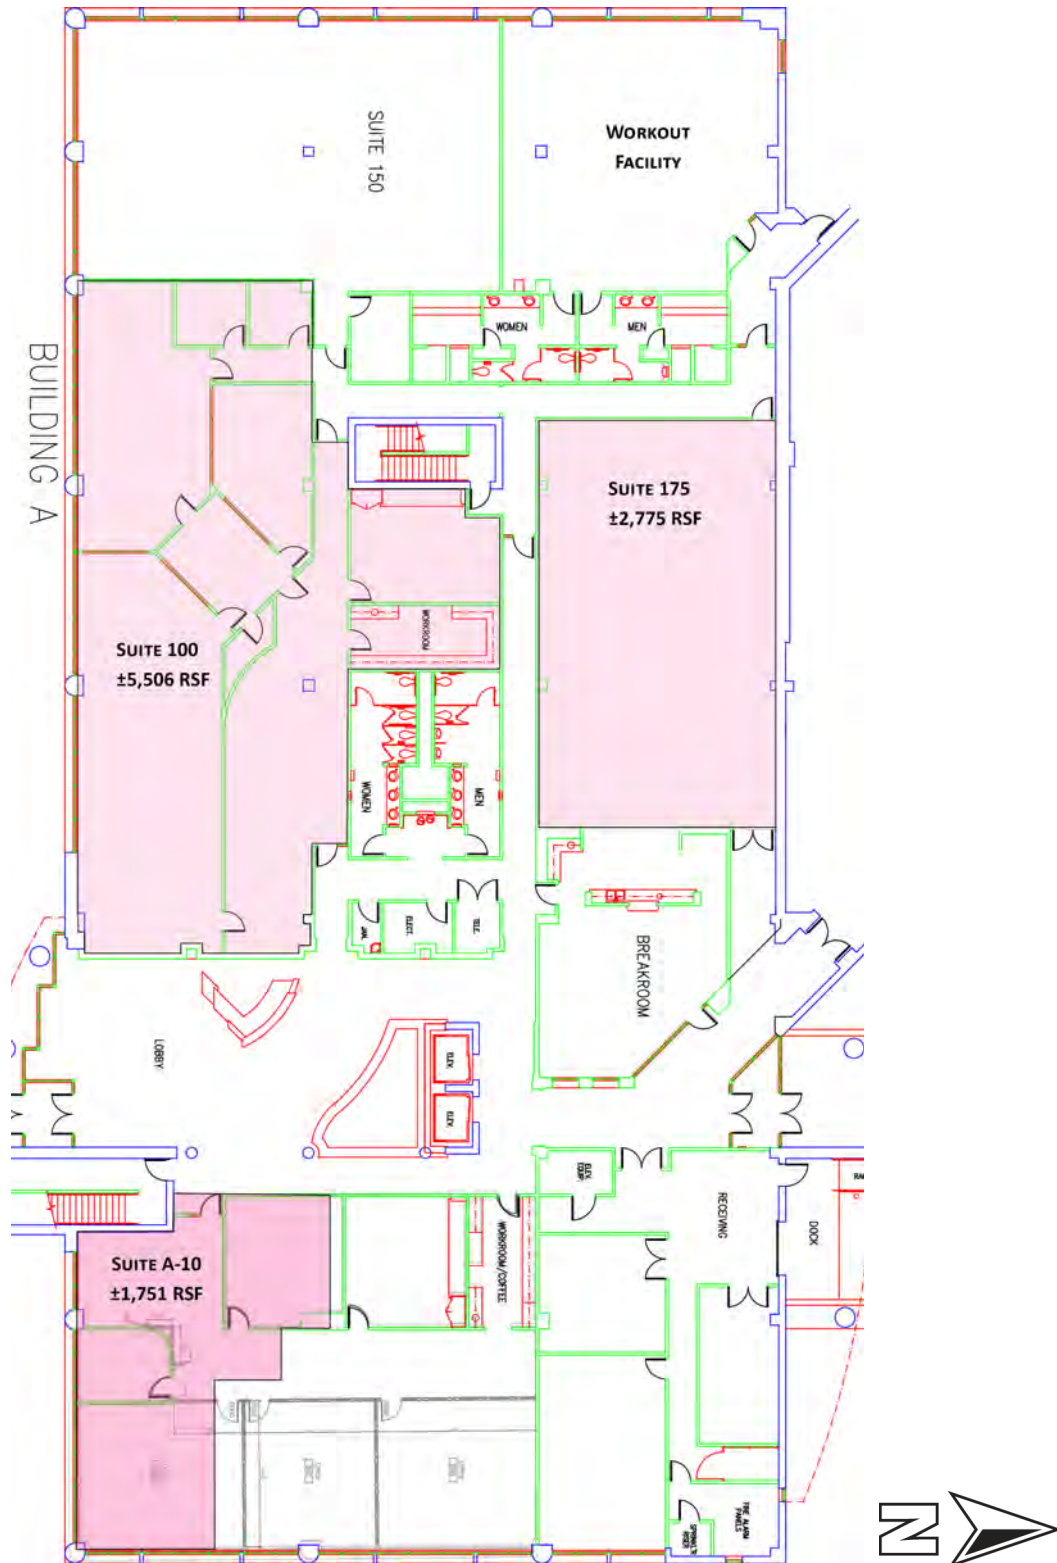 SUITE 150
WORKOUT
FACILITY
WOMEN
MEN
BUILDING A
SUITE 175
±2,775 RSF
WORKROOM
SUITE 100
±5,506 RSF
WOMEN
MEN
JAN.
ELECT.
TELE.
BREAKROOM
LOBBY
ELEV.
ELEV.
ELEV.
EQUIP.
RECEIVING
DOCK
RA
WORKROOM/COFFEE
SUITE A-10
±1,751 RSF
FIRE ALARM
PANELS
SPRINKLER
RISER
N